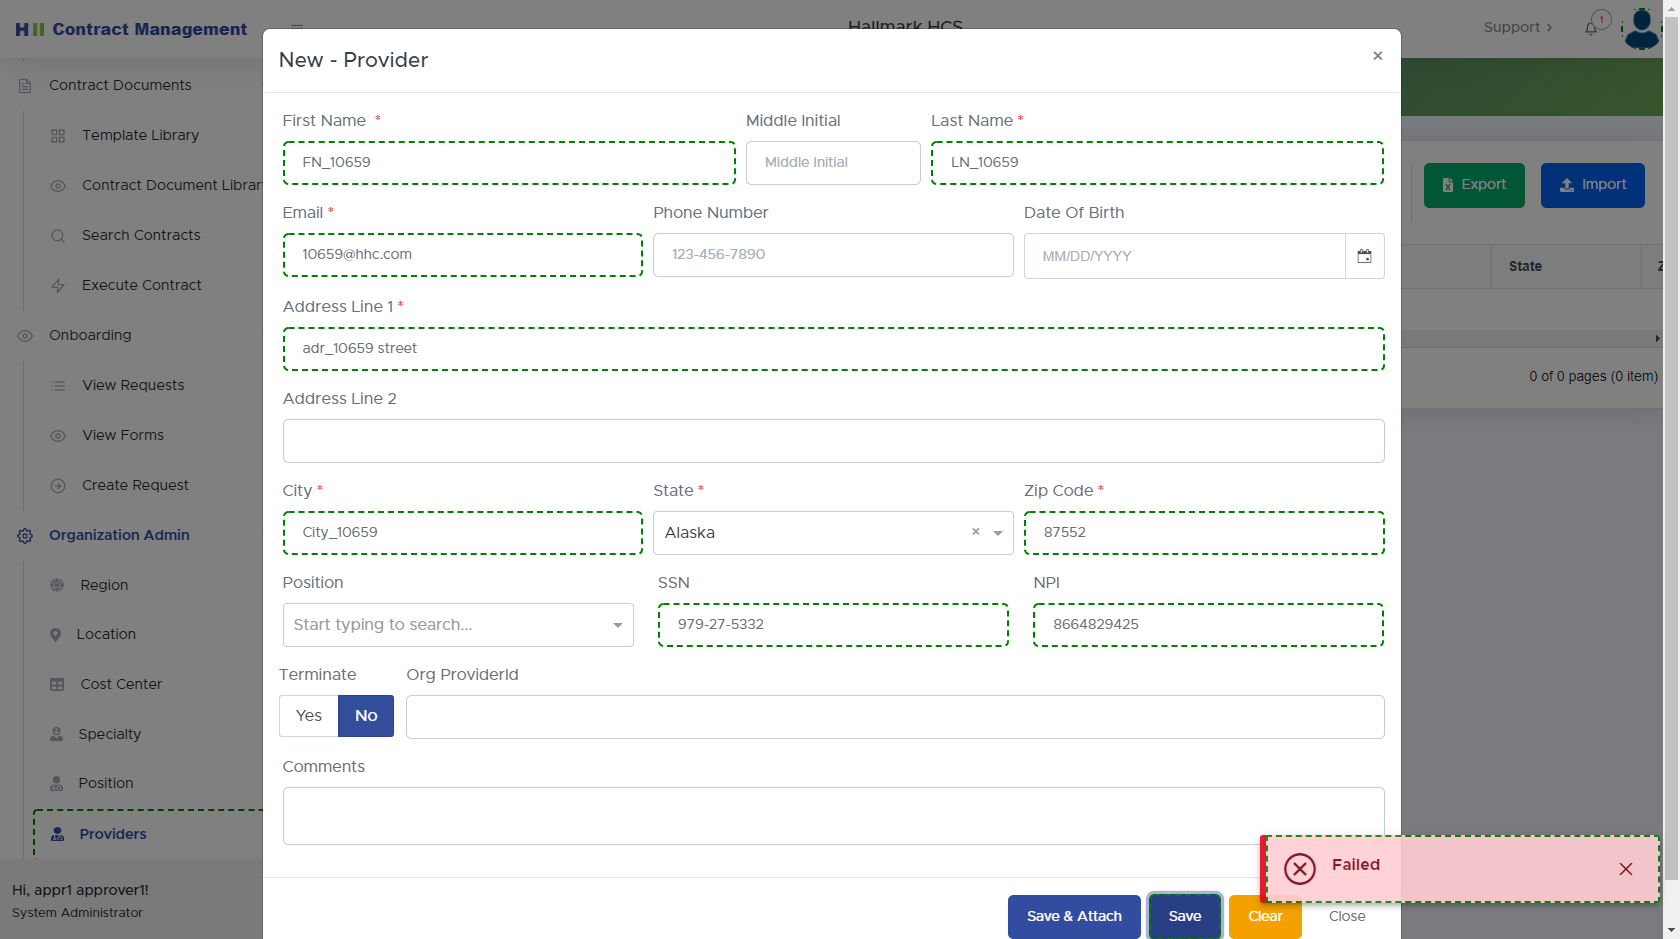 Contract Management
Hallmark HCS
Support
1
New - Provider
×
Contract Documents
Template Library
Contract Document Librar
Search Contracts
Execute Contract
Onboarding
View Requests
View Forms
Create Request
Organization Admin
Region
Location
Cost Center
Specialty
Position
Providers
Hi, appr1 approver1!
System Administrator
First Name *
Middle Initial
Last Name *
FN_10659
Middle Initial
LN_10659
Export
Import
Email *
Phone Number
Date Of Birth
10659@hhc.com
123-456-7890
MM/DD/YYYY
State
Z
Address Line 1 *
adr_10659 street
0 of 0 pages (0 item)
Address Line 2
City *
State *
Zip Code *
City_10659
Alaska
×
87552
Position
SSN
NPI
Start typing to search...
979-27-5332
8664829425
Terminate
Org ProviderId
Yes
No
Comments
Failed
Save & Attach
Save
Clear
Close